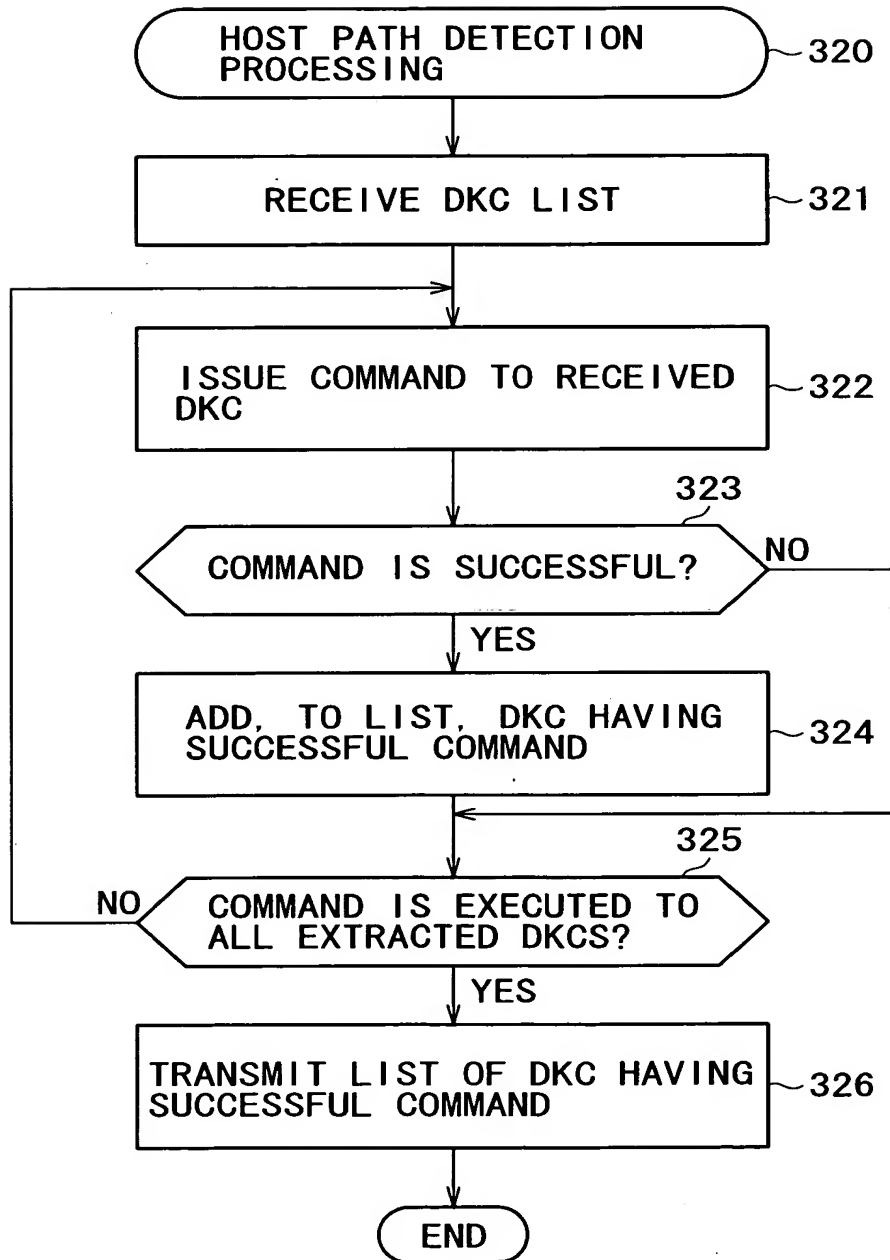 HOST PATH DETECTION
PROCESSING
320
RECEIVE DKC LIST
321
ISSUE COMMAND TO RECEIVED
DKC
322
323
COMMAND IS SUCCESSFUL?
NO
YES
ADD, TO LIST, DKC HAVING
SUCCESSFUL COMMAND
324
325
NO
COMMAND IS EXECUTED TO
ALL EXTRACTED DKCS?
YES
TRANSMIT LIST OF DKC HAVING
SUCCESSFUL COMMAND
326
END